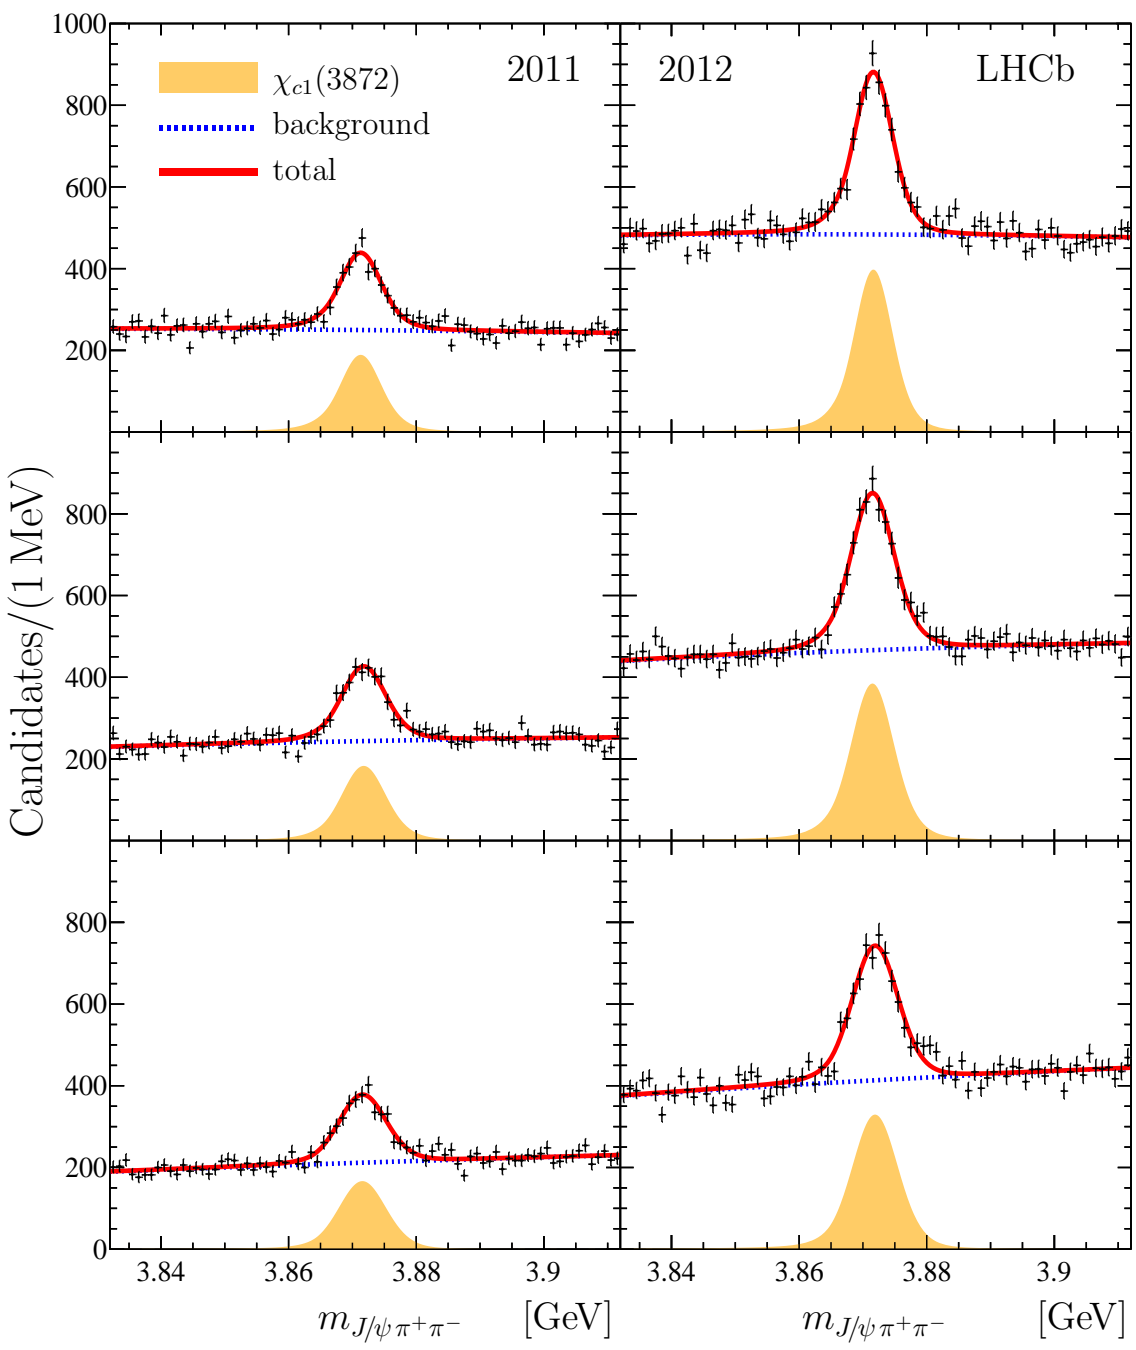 1000
800
600
400
200
χc1(3872)
background
total
2011
2012
LHCb
800
600
400
200
800
600
400
200
0
Candidates/(1 MeV)
3.84 3.86 3.88 3.9
3.84 3.86 3.88 3.9
mJ/ψ π+π− [GeV]
mJ/ψ π+π− [GeV]